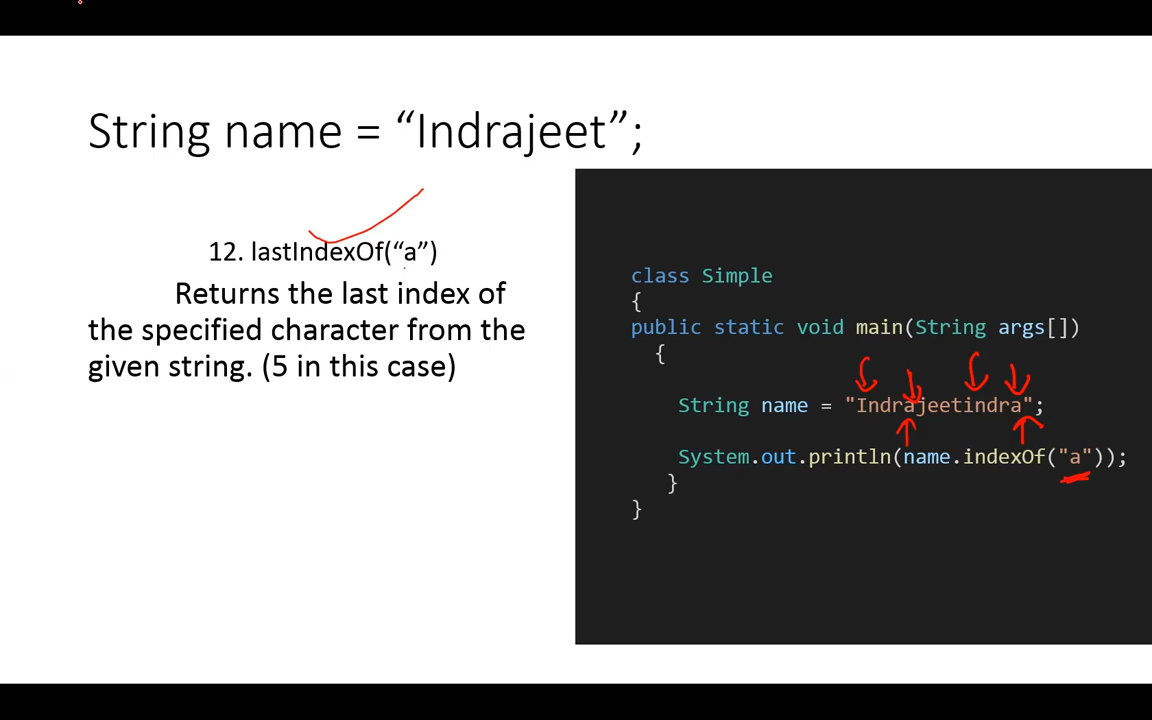 String name = “Indrajeet”;
12. lastIndexOf(“a”)
Returns the last index of
the specified character from the
given string. (5 in this case)
class Simple
{
public static void main(String args[])
{
String name = "Indrajeetindra";
System.out.println(name.indexOf("a"));
}
}